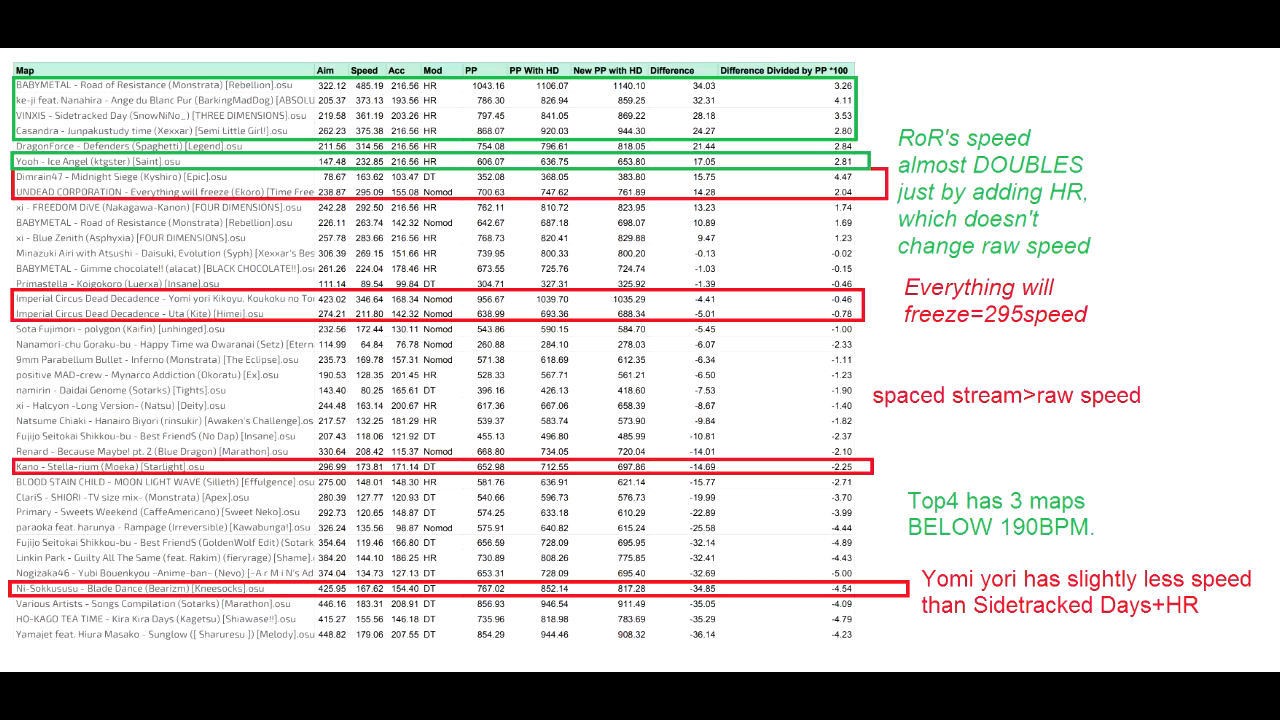 Map Aim Speed Acc Mod PP PP With HD New PP with HD Difference Difference Divided by PP *100
BABYMETAL - Road of Resistance (Monstrata) [Rebellion].osu 322.12 485.19 216.56 HR 1043.16 1106.07 1140.10 34.03 3.26
ke-ji feat. Nanahira - Ange du Blanc Pur (BarkingMadDog) [ABSOLU 205.37 373.13 193.56 HR 786.30 826.94 859.25 32.31 4.11
VINXIS - Sidetracked Day (SnowNiNo_) [THREE DIMENSIONS].osu 219.58 361.19 203.26 HR 797.45 841.05 869.22 28.18 3.53
Casandra - Junpakustudy time (Xexxar) [Semi Little Girl!].osu 262.23 375.38 216.56 HR 868.07 920.03 944.30 24.27 2.80
DragonForce - Defenders (Spaghetti) [Legend].osu 211.56 314.56 216.56 HR 754.08 796.61 818.05 21.44 2.84
Yooh - Ice Angel (ktgster) [Saint].osu 147.48 232.85 216.56 HR 606.07 636.75 653.80 17.05 2.81
Dimrain47 - Midnight Siege (Kyshiro) [Epic].osu 78.67 163.62 103.47 DT 352.08 368.05 383.80 15.75 4.47
UNDEAD CORPORATION - Everything will freeze (Ekoro) [Time Free 238.87 295.09 155.08 Nomod 700.63 747.62 761.89 14.28 2.04
xi - FREEDOM DiVE (Nakagawa-Kanon) [FOUR DIMENSIONS].osu 242.28 292.50 216.56 HR 762.11 810.72 823.95 13.23 1.74
BABYMETAL - Road of Resistance (Monstrata) [Rebellion].osu 226.11 263.74 142.32 Nomod 642.67 687.18 698.07 10.89 1.69
xi - Blue Zenith (Asphyxia) [FOUR DIMENSIONS].osu 257.78 283.66 216.56 HR 768.73 820.41 829.88 9.47 1.23
Minazuki Airi with Atsushi - Daisuki, Evolution (Syph) [Xexxar's Bes 306.39 269.15 151.66 HR 739.95 800.33 800.20 -0.13 -0.02
BABYMETAL - Gimme chocolate!! (alacat) [BLACK CHOCOLATE!!].osu 261.26 224.04 178.46 HR 673.55 725.76 724.74 -1.03 -0.15
Primastella - Koigokoro (Luerxx) [Insane].osu 111.14 89.54 99.84 DT 304.71 327.31 325.92 -1.39 -0.46
Imperial Circus Dead Decadence - Yomi yori Kikoyu, Koukoku no To 423.02 346.64 168.34 Nomod 956.67 1039.70 1035.29 -4.41 -0.46
Imperial Circus Dead Decadence - Uta (Kite) [Himei].osu 274.21 211.80 142.32 Nomod 638.99 693.36 688.34 -5.01 -0.78
Sota Fujimori - polygon (Kaifin) [unhinged].osu 232.56 172.44 130.11 Nomod 543.86 590.15 584.70 -5.45 -1.00
Nanamori-chu Goraku-bu - Happy Time wa Owaranai (Setz) [Etern 114.99 64.84 76.78 Nomod 260.88 284.10 278.03 -6.07 -2.33
9mm Parabellum Bullet - Inferno (Monstrata) [The Eclipse].osu 235.73 169.78 157.31 Nomod 571.38 618.69 612.35 -6.34 -1.11
positive MAD-crew - Mynarco Addiction (Okoratu) [Ex].osu 190.53 128.35 201.45 HR 534.33 567.71 561.21 -6.50 -1.23
namirin - Daidai Genome (Sotarks) [Tights].osu 143.40 80.25 165.61 DT 396.16 426.13 418.60 -7.53 -1.90
xi - Halcyon -Long Version- (Natsu) [Deity].osu 244.48 163.14 200.67 HR 617.36 667.06 658.39 -8.67 -1.40
Natsume Chiaki - Hanairo Biyori (rinsukir) [Awaken's Challenge].os 217.57 132.25 181.29 HR 539.37 583.74 573.90 -9.84 -1.82
Fujijo Seitokai Shikkou-bu - Best FriendS (No Dap) [Insane].osu 207.43 118.06 121.92 DT 455.13 496.80 485.99 -10.81 -2.37
Renard - Because Maybe! pt. 2 (Blue Dragon) [Marathon].osu 330.64 208.42 115.37 Nomod 668.80 734.05 720.04 -14.01 -2.10
Kano - Stella-rium (Moeka) [Starlight].osu 296.99 173.81 171.14 DT 652.98 712.55 697.86 -14.69 -2.25
BLOOD STAIN CHILD - MOON LIGHT WAVE (Silleth) [Effulgence].osu 275.00 148.01 148.30 HR 581.76 636.91 621.14 -15.77 -2.71
ClariS - SHIORI -TV size mix- (Monstrata) [Apex].osu 280.39 127.77 120.93 DT 540.66 596.73 576.73 -19.99 -3.70
Primary - Sweets Weekend (CaffeAmericano) [Sweet Noche].osu 292.73 120.65 148.87 DT 574.25 633.18 610.29 -22.89 -3.99
paraoka feat. harunya - Rampage (Irreversible) [Kawabunga!].osu 326.24 135.56 98.87 Nomod 575.91 640.82 615.24 -25.58 -4.44
Fujijo Seitokai Shikkou-bu - Best FriendS (GoldenWolf Edit) (Sotark 354.64 119.46 166.80 DT 656.59 728.09 695.95 -32.14 -4.89
Linkin Park - Guilty All The Same (feat. Rakim) (fieryrage) [Shame]. 384.20 144.10 186.25 HR 730.89 808.26 775.85 -32.41 -4.43
Nogizaka46 - Yubi Bouenkyou ~Anime-ban~ (Nevo) [~A r M i N's Ad 374.04 134.73 127.13 DT 653.31 728.09 695.40 -32.69 -5.00
Ni-Sokkususu - Blade Dance (Bearizm) [Kneesocks].osu 425.95 167.62 154.40 DT 767.02 852.14 817.28 -34.85 -4.54
Various Artists - Songs Compilation (Sotarks) [Marathon].osu 446.16 183.31 208.91 DT 856.93 946.54 911.49 -35.05 -4.09
HO-KAGO TEA TIME - Kira Kira Days (Kagetsu) [Shiawase!!].osu 415.27 155.56 146.18 DT 735.96 818.98 783.69 -35.29 -4.79
Yamajet feat. Hiura Masako - Sunglow ([ Sharuresu ]) [Melody].osu 448.82 179.06 207.55 DT 854.29 944.46 908.32 -36.14 -4.23
RoR's speed
almost DOUBLES
just by adding HR,
which doesn't
change raw speed
Everything will
freeze=295speed
spaced stream>raw speed
Top4 has 3 maps
BELOW 190BPM.
Yomi yori has slightly less speed
than Sidetracked Days+HR